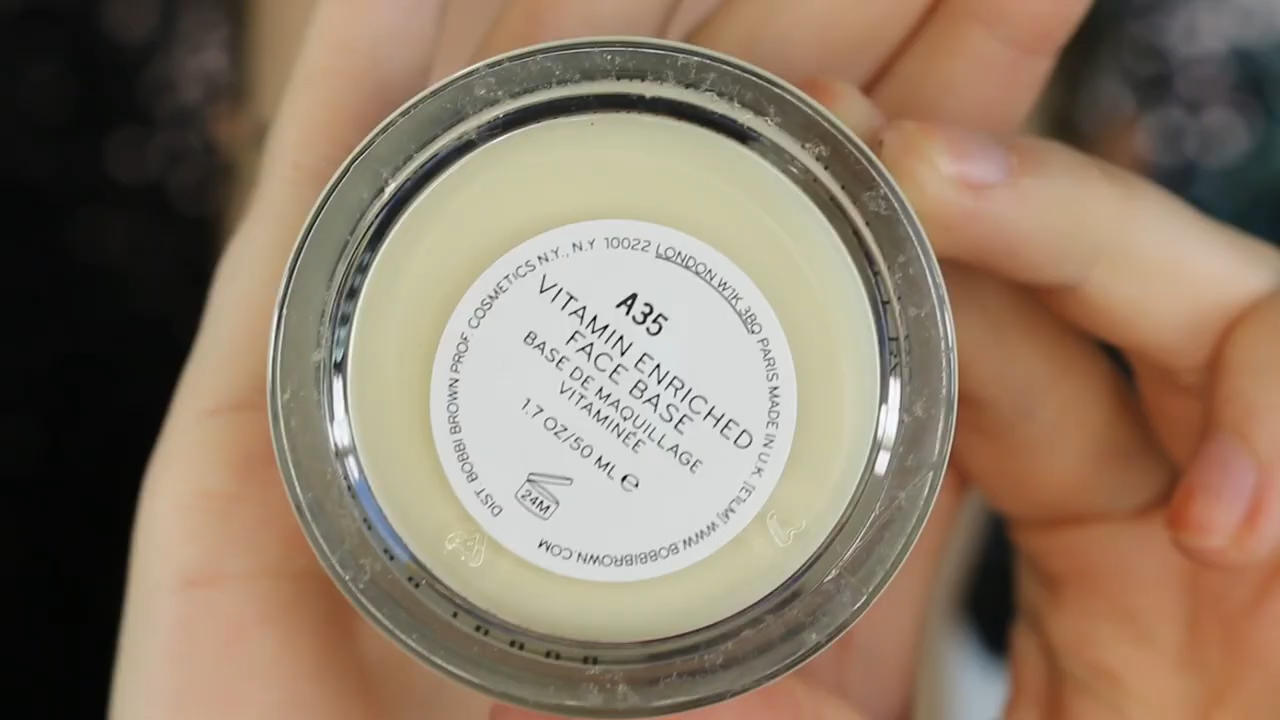 DIST BOBBI BROWN PROF. COSMETICS N.Y., N.Y 10022 LONDON W1K 3BQ PARIS MADE IN U.K. WWW.BOBBIBROWN.COM
A35
VITAMIN ENRICHED
FACE BASE
BASE DE MAQUILLAGE
VITAMINÉE
1.7 OZ/50 ML ℮
24M